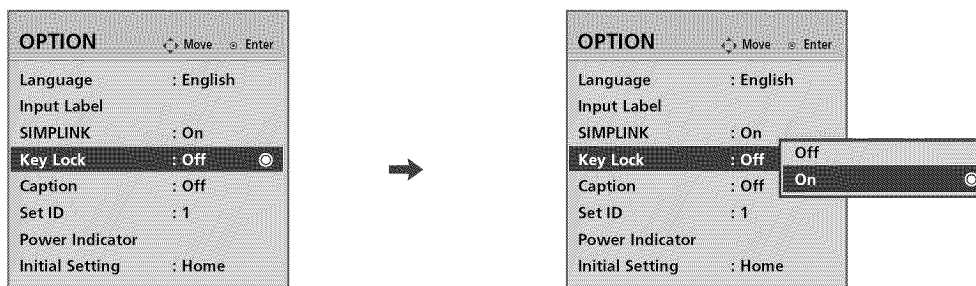 OPTION Move Enter
Language : English
Input Label
SIMPLINK : On
Key Lock : Off
Caption : Off
Set ID : 1
Power Indicator
Initial Setting : Home
OPTION Move Enter
Language : English
Input Label
SIMPLINK : On
Key Lock : Off
Caption : Off
Set ID : 1
Power Indicator
Initial Setting : Home
Off
On